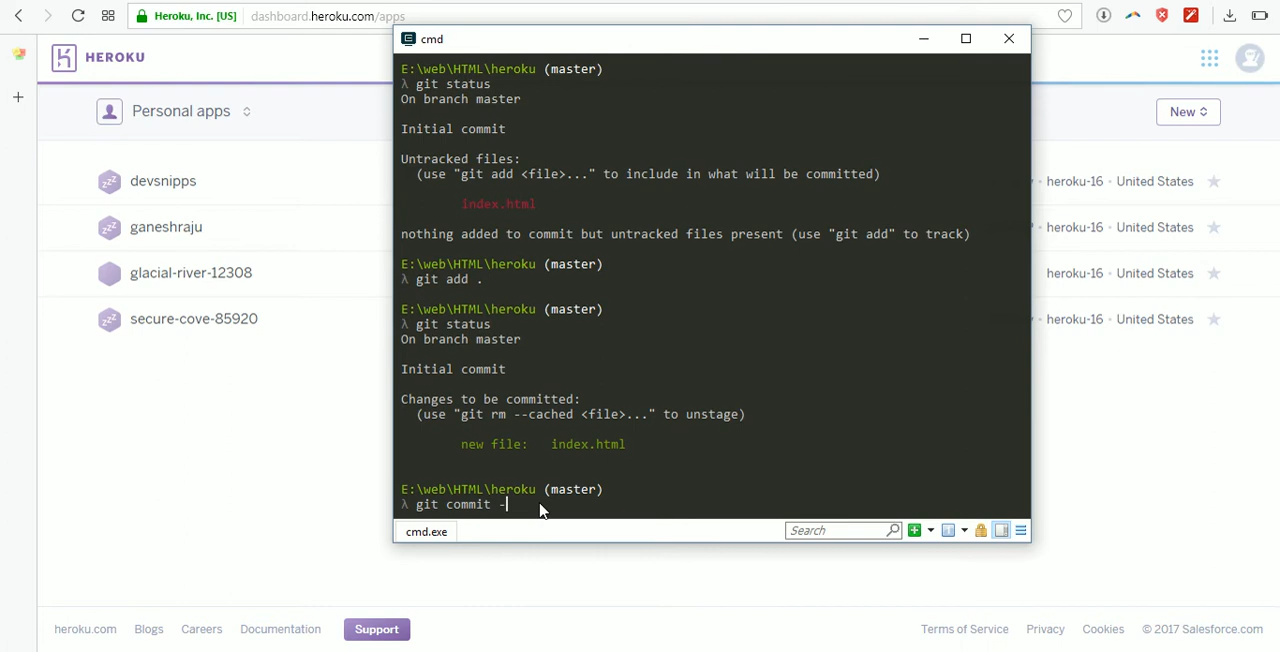 Heroku, Inc. [US]
dashboard.heroku.com/apps
HEROKU
Personal apps
New
devsnipps
heroku-16 • United States
ganeshraju
heroku-16 • United States
glacial-river-12308
heroku-16 • United States
secure-cove-85920
heroku-16 • United States
cmd
E:\web\HTML\heroku (master)
λ git status
On branch master
Initial commit
Untracked files:
(use "git add <file>..." to include in what will be committed)
index.html
nothing added to commit but untracked files present (use "git add" to track)
E:\web\HTML\heroku (master)
λ git add .
E:\web\HTML\heroku (master)
λ git status
On branch master
Initial commit
Changes to be committed:
(use "git rm --cached <file>..." to unstage)
new file:   index.html
E:\web\HTML\heroku (master)
λ git commit -
cmd.exe
Search
heroku.com
Blogs
Careers
Documentation
Support
Terms of Service
Privacy
Cookies
© 2017 Salesforce.com